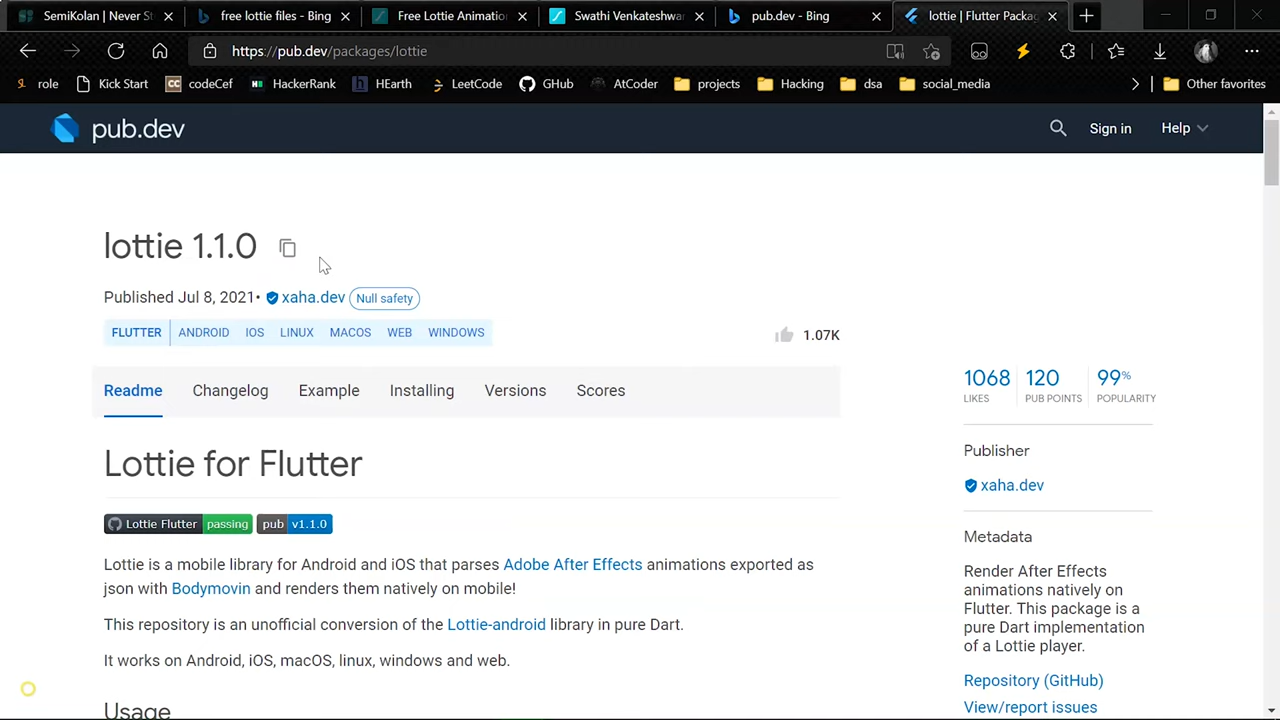 SemiKolan | Never St
free lottie files - Bing
Free Lottie Animatio
Swathi Venkateshwa
pub.dev - Bing
lottie | Flutter Packag
https://pub.dev/packages/lottie
role
Kick Start
codeCef
HackerRank
HEarth
LeetCode
GHub
AtCoder
projects
Hacking
dsa
social_media
Other favorites
pub.dev
Sign in
Help
lottie 1.1.0
Published Jul 8, 2021• xaha.dev Null safety
FLUTTER ANDROID IOS LINUX MACOS WEB WINDOWS
1.07K
Readme Changelog Example Installing Versions Scores
Lottie for Flutter
Lottie Flutter passing pub v1.1.0
Lottie is a mobile library for Android and iOS that parses Adobe After Effects animations exported as
json with Bodymovin and renders them natively on mobile!
This repository is an unofficial conversion of the Lottie-android library in pure Dart.
It works on Android, iOS, macOS, linux, windows and web.
Usage
1068 120 99%
LIKES PUB POINTS POPULARITY
Publisher
xaha.dev
Metadata
Render After Effects
animations natively on
Flutter. This package is a
pure Dart implementation
of a Lottie player.
Repository (GitHub)
View/report issues